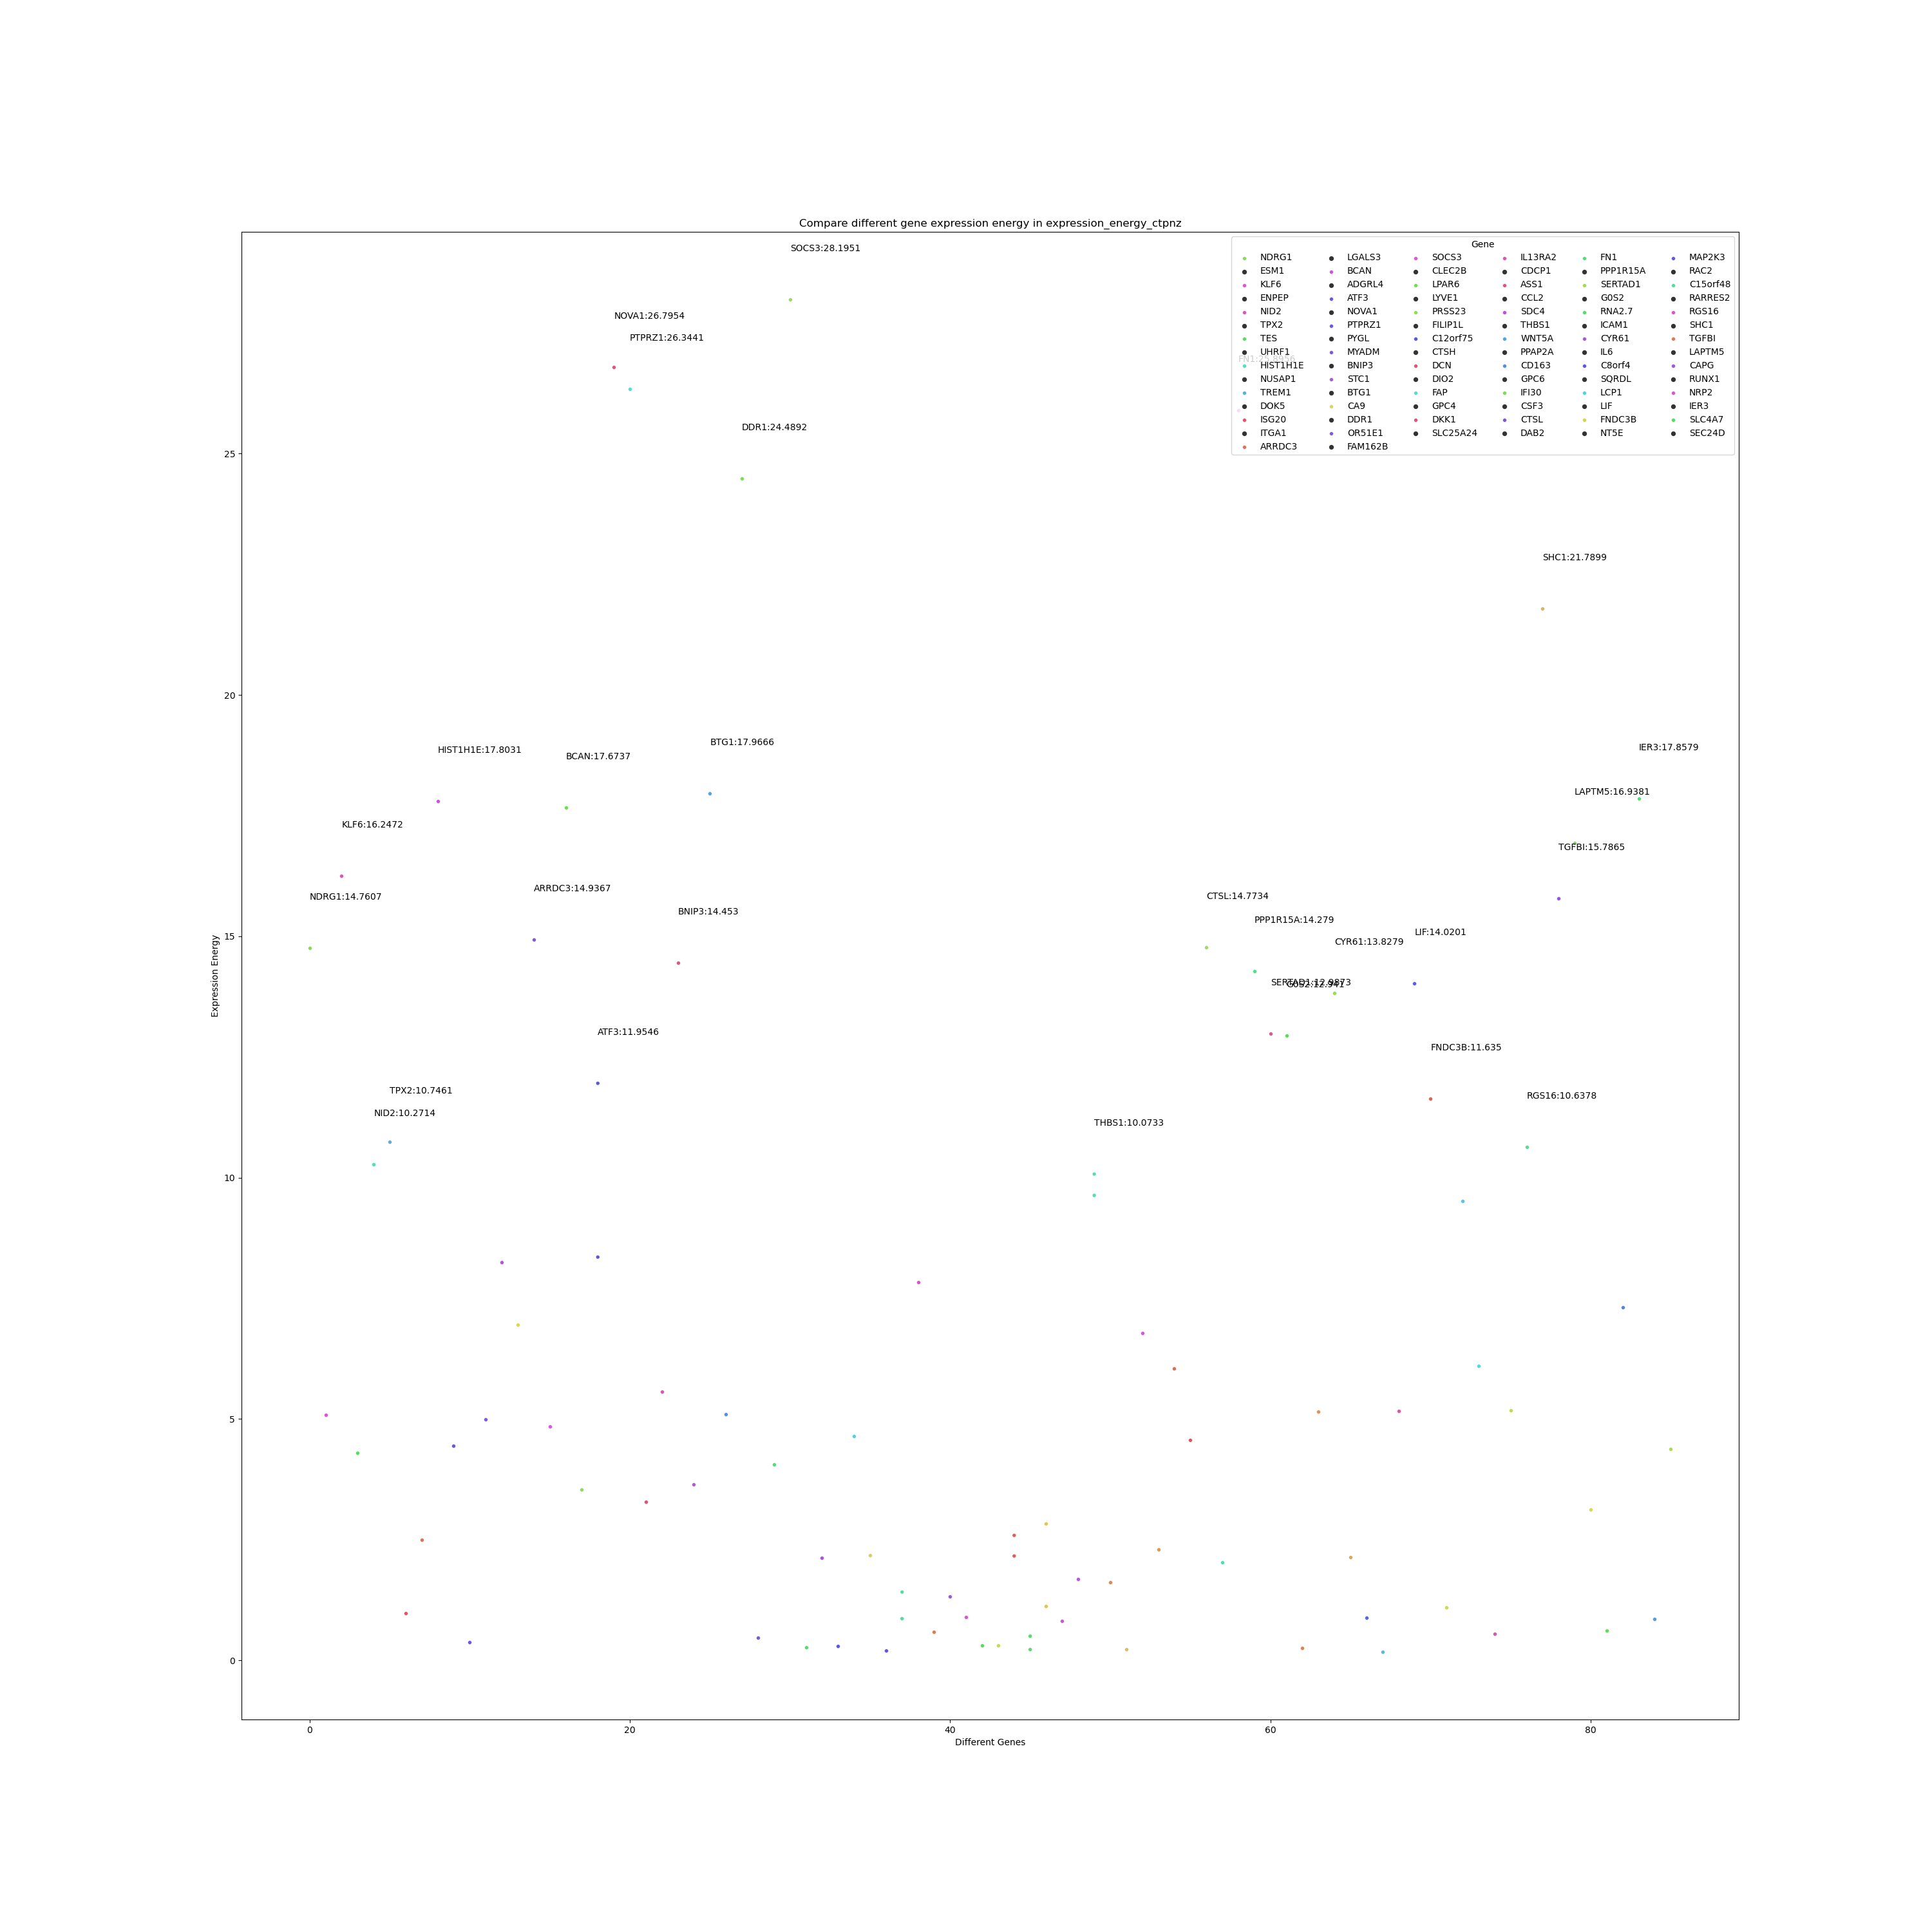 Compare different gene expression energy in expression_energy_ctpnz
SOCS3:28.1951
NOVA1:26.7954
PTPRZ1:26.3441
DDR1:24.4892
SHC1:21.7899
HIST1H1E:17.8031
BCAN:17.6737
BTG1:17.9666
IER3:17.8579
LAPTM5:16.9381
KLF6:16.2472
TGFBI:15.7865
NDRG1:14.7607
ARRDC3:14.9367
BNIP3:14.453
CTSL:14.7734
PPP1R15A:14.279
LIF:14.0201
CYR61:13.8279
SERTAD1:12.9873
G0S2:12.941
ATF3:11.9546
FNDC3B:11.635
TPX2:10.7461
NID2:10.2714
THBS1:10.0733
RGS16:10.6378
Gene
NDRG1
ESM1
KLF6
ENPEP
NID2
TPX2
TES
UHRF1
HIST1H1E
NUSAP1
TREM1
DOK5
ISG20
ITGA1
ARRDC3
LGALS3
BCAN
ADGRL4
ATF3
NOVA1
PTPRZ1
PYGL
MYADM
BNIP3
STC1
BTG1
CA9
DDR1
OR51E1
FAM162B
SOCS3
CLEC2B
LPAR6
LYVE1
PRSS23
FILIP1L
C12orf75
CTSH
DCN
DIO2
FAP
GPC4
DKK1
SLC25A24
IL13RA2
CDCP1
ASS1
CCL2
SDC4
THBS1
WNT5A
PPAP2A
CD163
GPC6
IFI30
CSF3
CTSL
DAB2
FN1
PPP1R15A
SERTAD1
G0S2
RNA2.7
ICAM1
CYR61
IL6
C8orf4
SQRDL
LCP1
LIF
FNDC3B
NT5E
MAP2K3
RAC2
C15orf48
RARRES2
RGS16
SHC1
TGFBI
LAPTM5
CAPG
RUNX1
NRP2
IER3
SLC4A7
SEC24D
Expression Energy
25
20
15
10
5
0
0 20 40 60 80
Different Genes